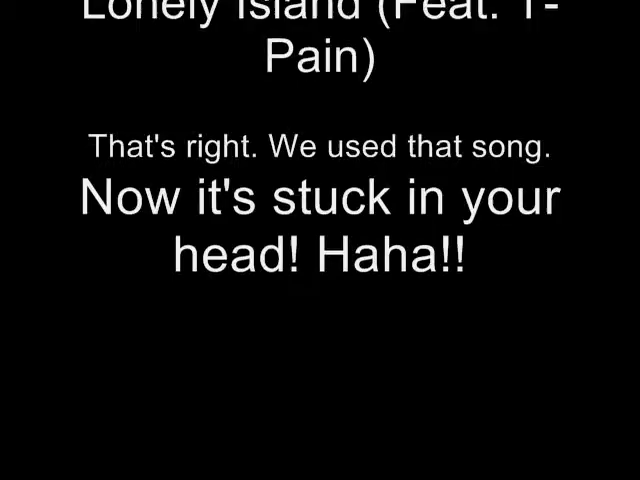 Lonely Island (Feat. T-
Pain)
That's right. We used that song.
Now it's stuck in your
head! Haha!!